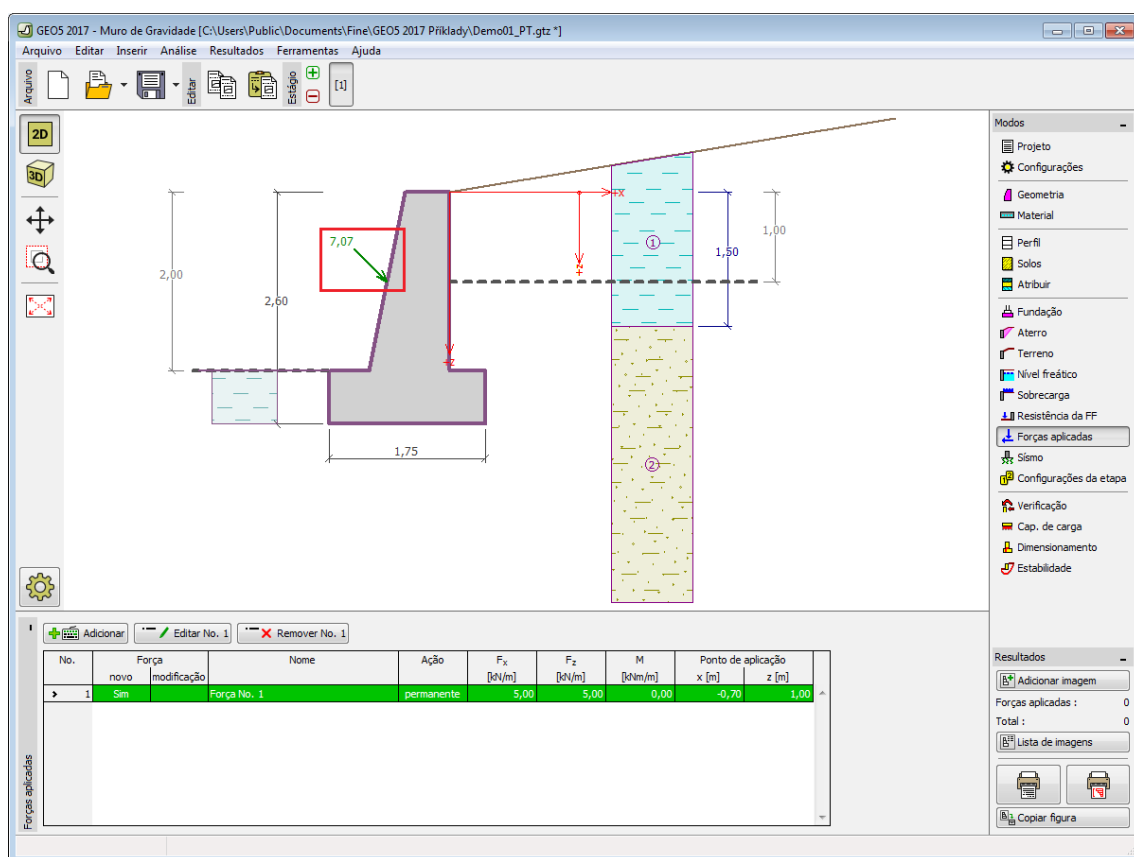 GEO5 2017 - Muro de Gravidade [C:\Users\Public\Documents\Fine\GEO5 2017 Příklady\Demo01_PT.gtz *]
Arquivo Editar Inserir Análise Resultados Ferramentas Ajuda
Arquivo
Editar
Estágio
[1]
2D
3D
+x
1
7,07
1,00
1,50
+z
2,00
2,60
+z
1,75
2
Modos
Projeto
Configurações
Geometria
Material
Perfil
Solos
Atribuir
Fundação
Aterro
Terreno
Nível freático
Sobrecarga
Resistência da FF
Forças aplicadas
Sísmo
Configurações da etapa
Verificação
Cap. de carga
Dimensionamento
Estabilidade
Adicionar Editar No. 1 Remover No. 1
No. Força Nome Ação Fx Fz M Ponto de aplicação
novo modificação [kN/m] [kN/m] [kNm/m] x [m] z [m]
1 Sim Força No. 1 permanente 5,00 5,00 0,00 -0,70 1,00
Forças aplicadas
Resultados
Adicionar imagem
Forças aplicadas : 0
Total : 0
Lista de imagens
Copiar figura